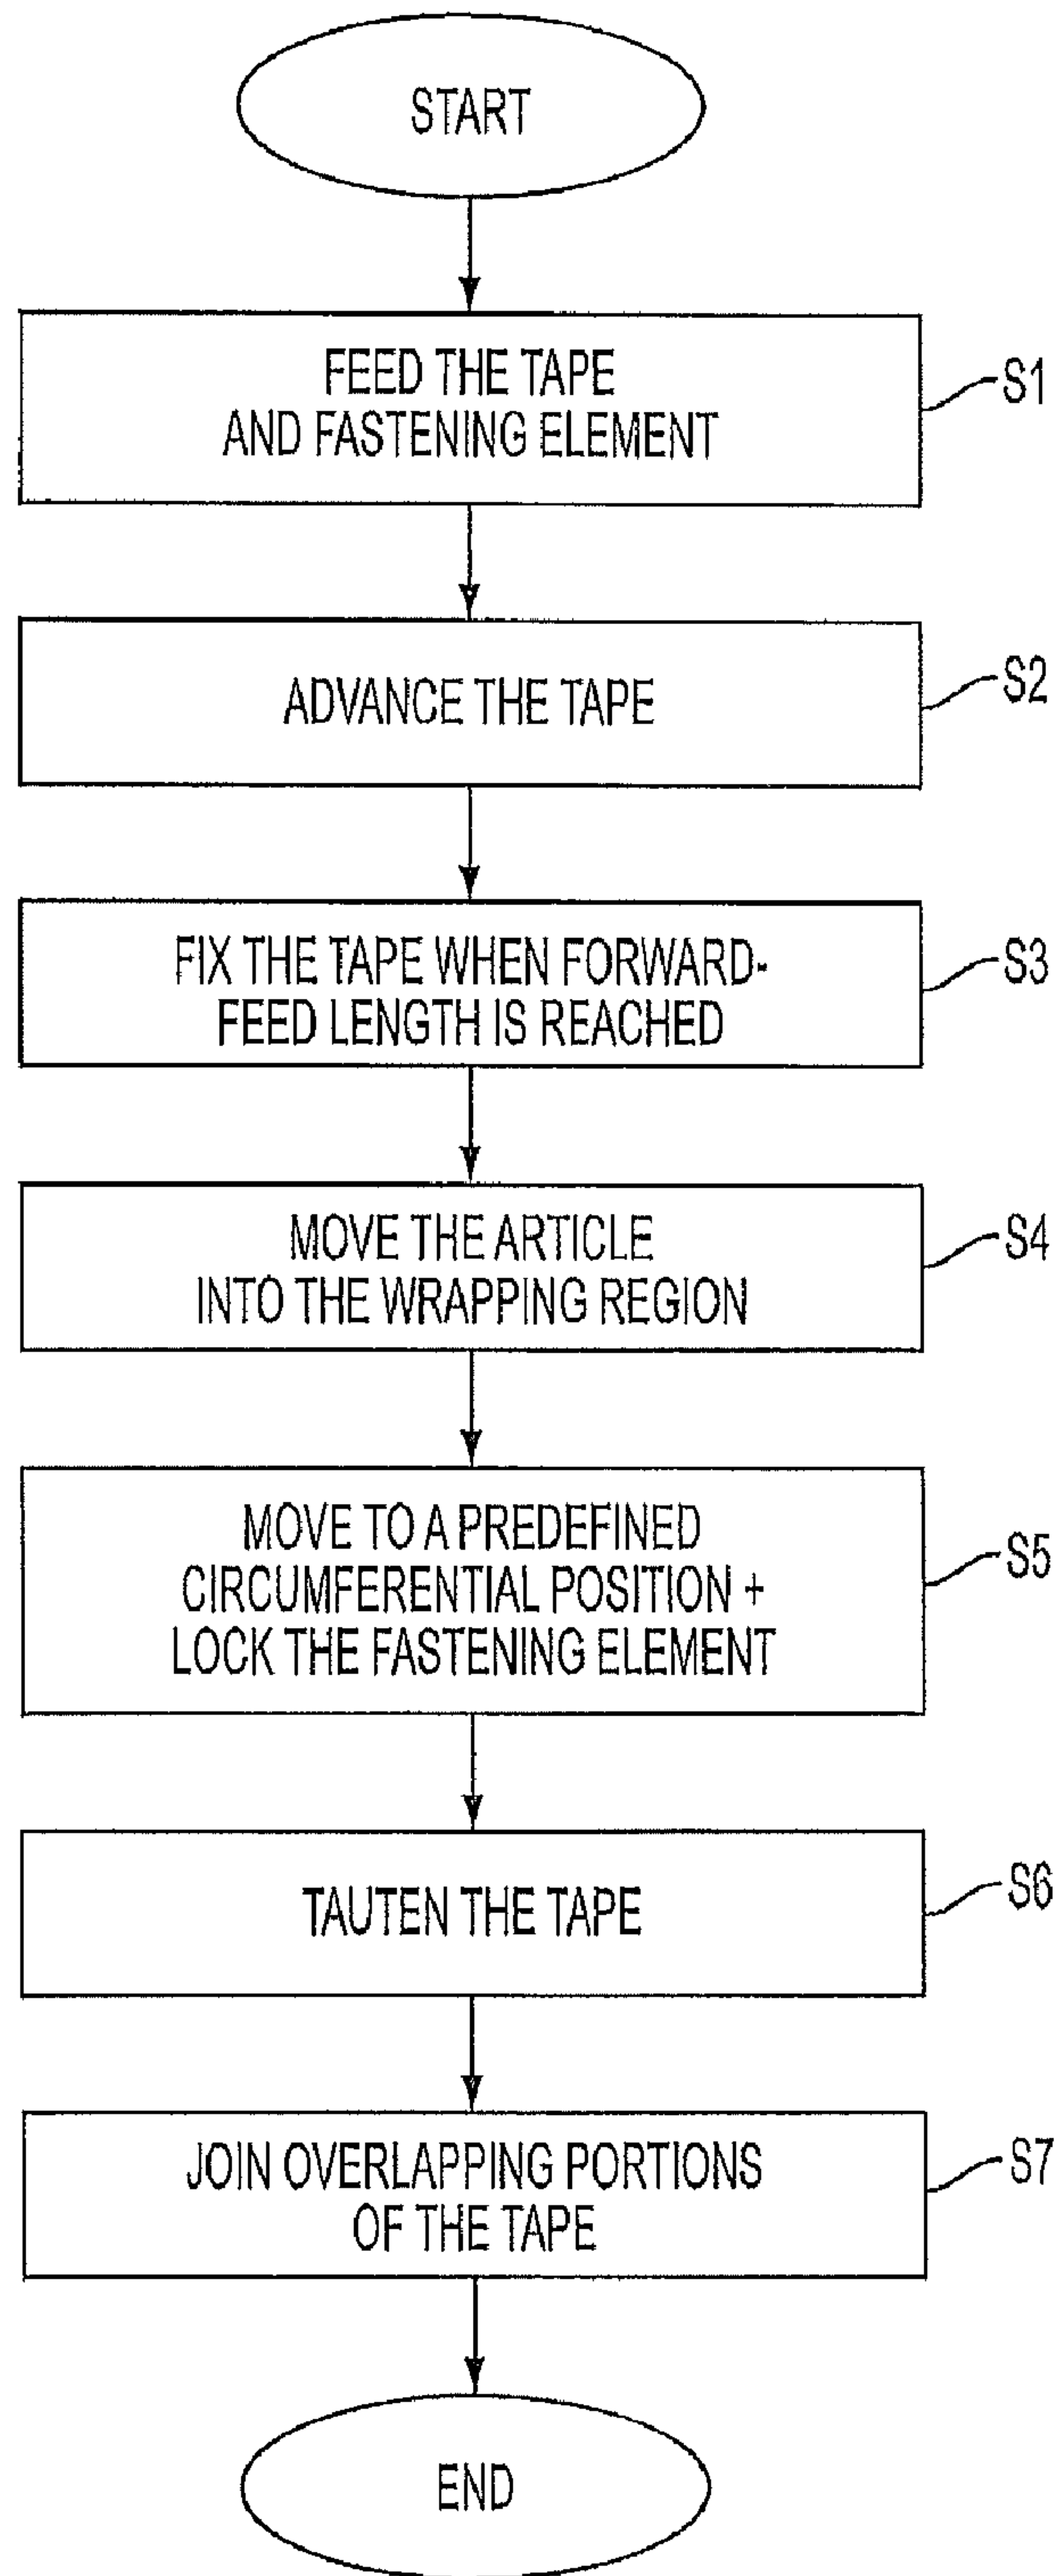 START
FEED THE TAPE
AND FASTENING ELEMENT
S1
ADVANCE THE TAPE
S2
FIX THE TAPE WHEN FORWARD-
FEED LENGTH IS REACHED
S3
MOVE THE ARTICLE
INTO THE WRAPPING REGION
S4
MOVE TO A PREDEFINED
CIRCUMFERENTIAL POSITION +
LOCK THE FASTENING ELEMENT
S5
TAUTEN THE TAPE
S6
JOIN OVERLAPPING PORTIONS
OF THE TAPE
S7
END